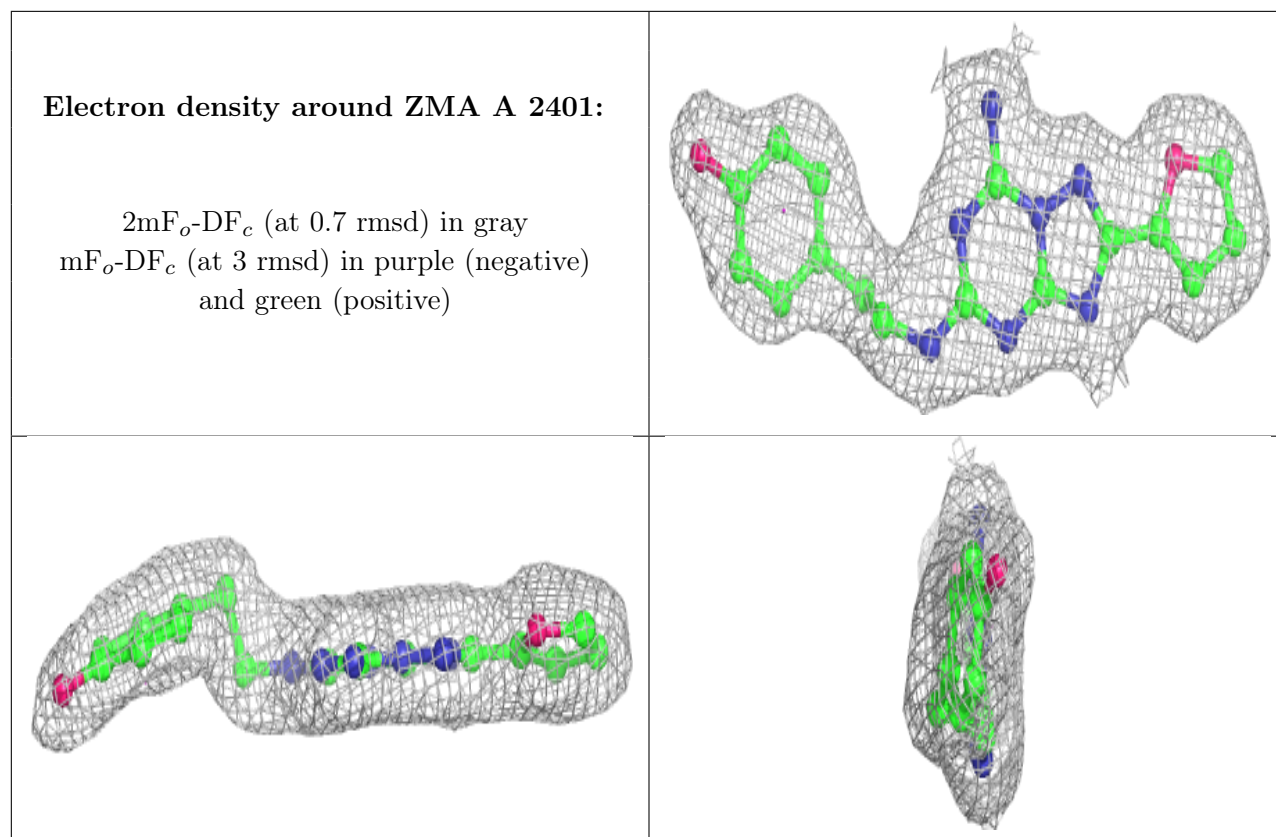 Electron density around ZMA A 2401:
2mFo-DFc (at 0.7 rmsd) in gray
mFo-DFc (at 3 rmsd) in purple (negative)
and green (positive)